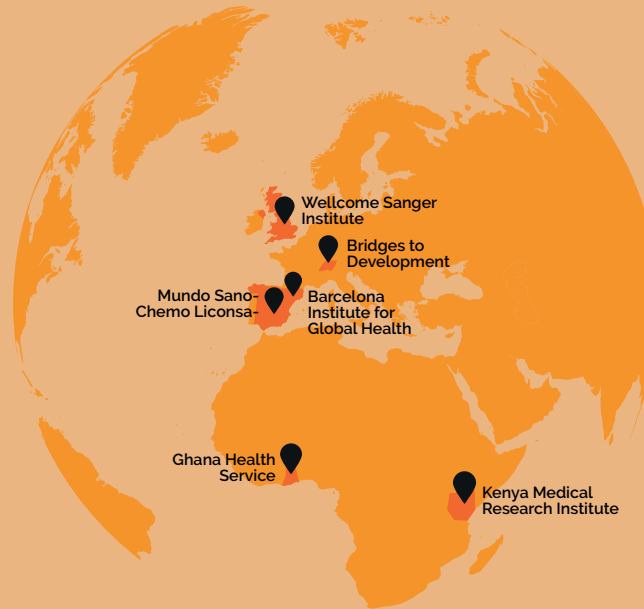 Wellcome Sanger
Institute
Bridges to
Development
Mundo Sano-
Chemo Liconsa-
Barcelona
Institute for
Global Health
Ghana Health
Service
Kenya Medical
Research Institute